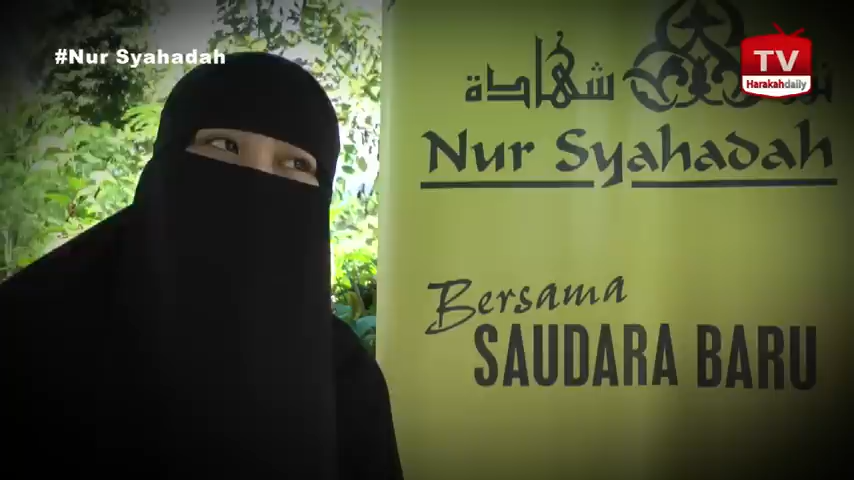 #Nur Syahadah
TV
Harakahdaily
شهادة
Nur Syahadah
Bersama
SAUDARA BARU